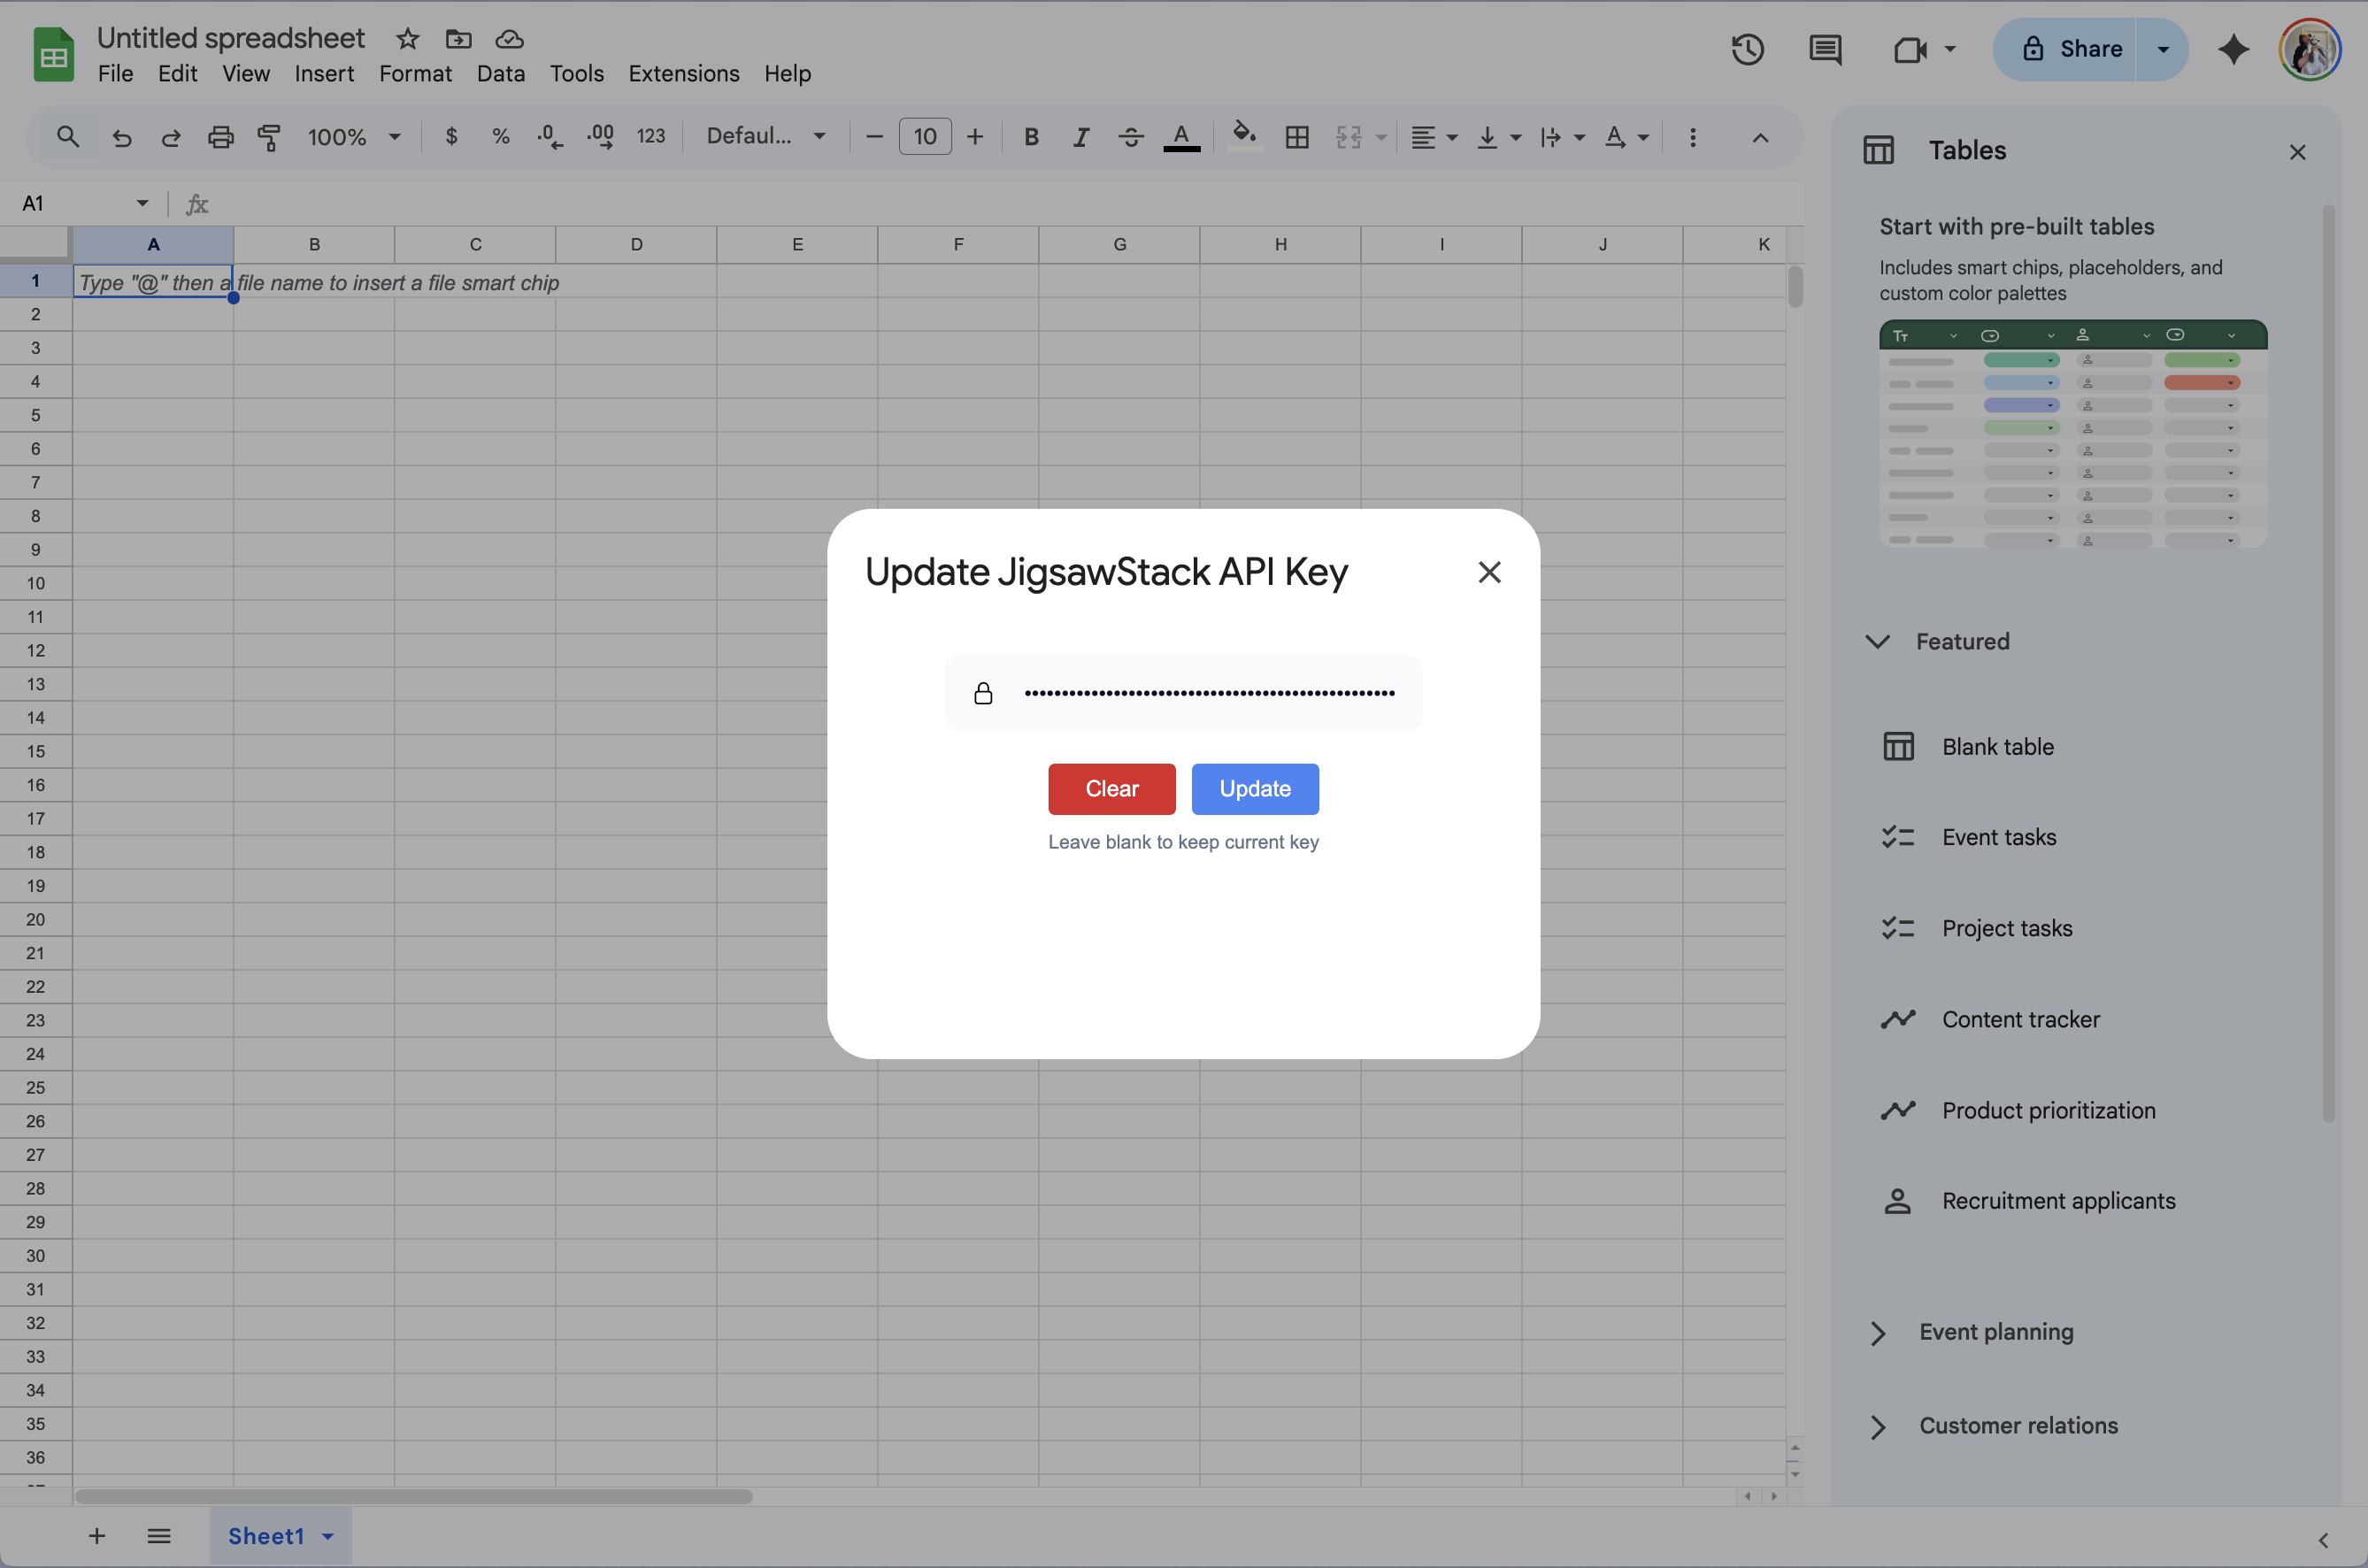 Untitled spreadsheet
File Edit View Insert Format Data Tools Extensions Help
Share
100% $ % .0 .00 123 Defaul... 10 B I A A
A1 fx
A B C D E F G H I J K
1 Type "@" then a file name to insert a file smart chip
2
3
4
5
6
7
8
9
10
11
12
13
14
15
16
17
18
19
20
21
22
23
24
25
26
27
28
29
30
31
32
33
34
35
36
Sheet1
Update JigsawStack API Key
Clear Update
Leave blank to keep current key
Tables
Start with pre-built tables
Includes smart chips, placeholders, and
custom color palettes
Tт
Featured
Blank table
Event tasks
Project tasks
Content tracker
Product prioritization
Recruitment applicants
Event planning
Customer relations